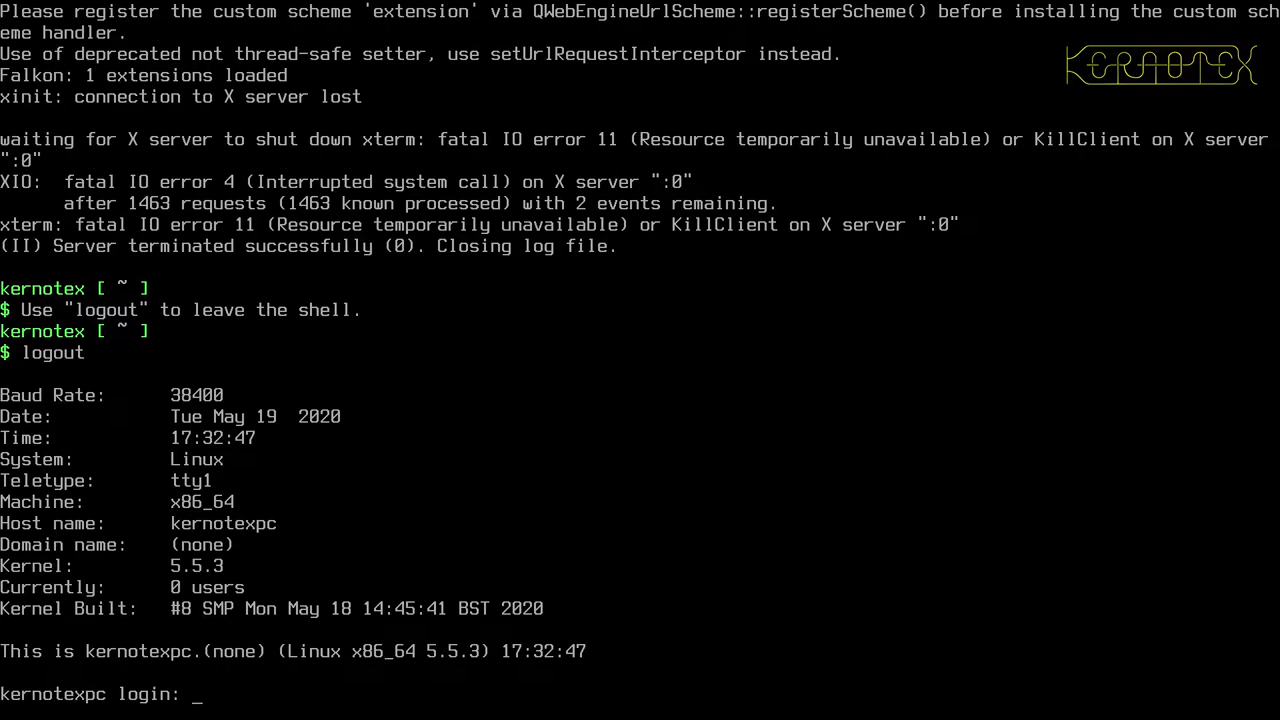 Please register the custom scheme 'extension' via QWebEngineUrlScheme::registerScheme() before installing the custom sch
eme handler.
Use of deprecated not thread-safe setter, use setUrlRequestInterceptor instead.
KERNOTEX
Falkon: 1 extensions loaded
xinit: connection to X server lost
waiting for X server to shut down xterm: fatal IO error 11 (Resource temporarily unavailable) or KillClient on X server
":0"
XIO:  fatal IO error 4 (Interrupted system call) on X server ":0"
      after 1463 requests (1463 known processed) with 2 events remaining.
xterm: fatal IO error 11 (Resource temporarily unavailable) or KillClient on X server ":0"
(II) Server terminated successfully (0). Closing log file.
kernotex [ ~ ]
$ Use "logout" to leave the shell.
kernotex [ ~ ]
$ logout
Baud Rate:      38400
Date:           Tue May 19  2020
Time:           17:32:47
System:         Linux
Teletype:       tty1
Machine:        x86_64
Host name:      kernotexpc
Domain name:    (none)
Kernel:         5.5.3
Currently:      0 users
Kernel Built:   #8 SMP Mon May 18 14:45:41 BST 2020
This is kernotexpc.(none) (Linux x86_64 5.5.3) 17:32:47
kernotexpc login: _